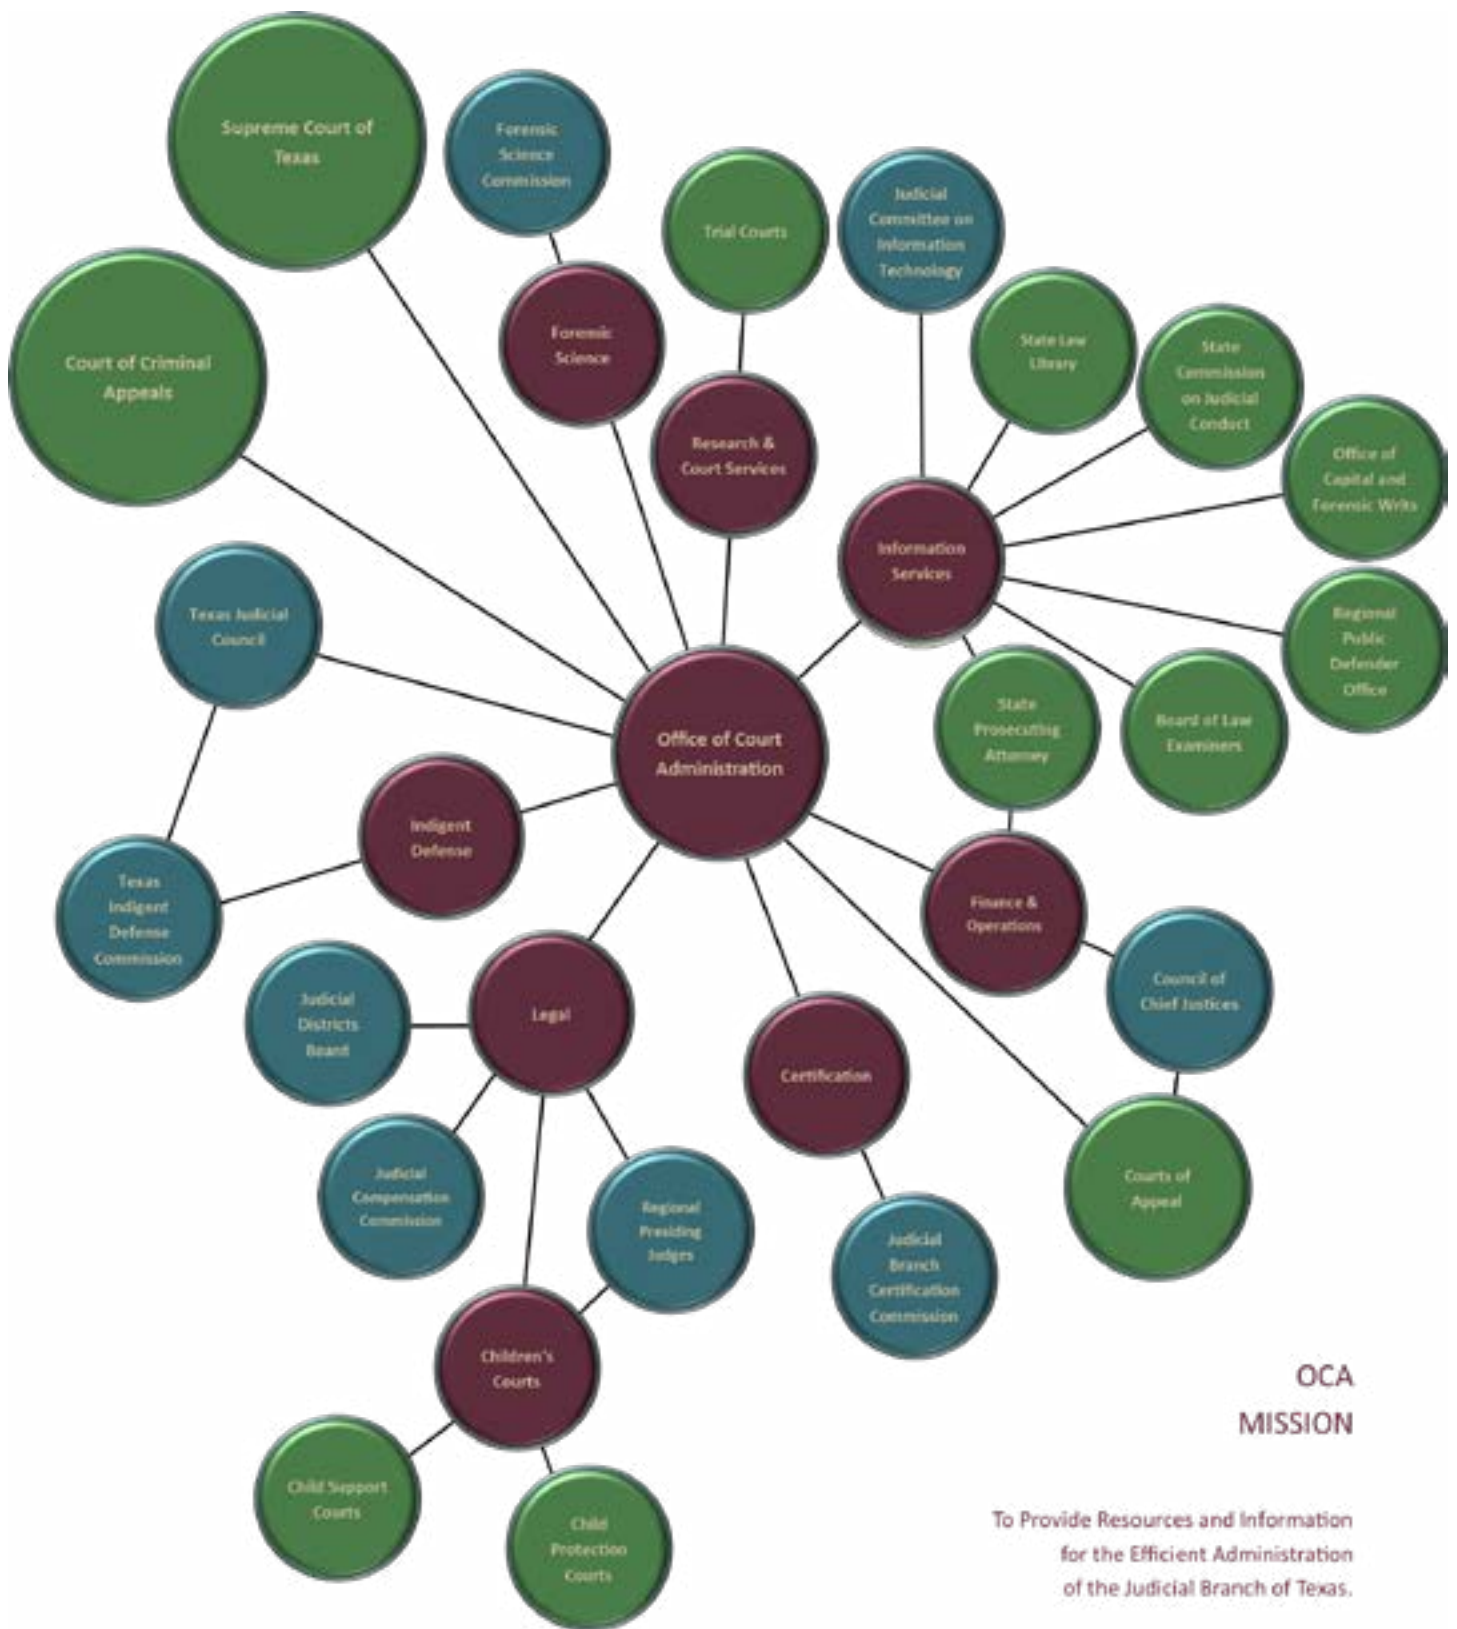 Supreme Court of
Texas
Forensic
Science
Commission
Trial Courts
Judicial
Committee on
Information
Technology
Court of Criminal
Appeals
Forensic
Science
State Law
Library
State
Commission
on Judicial
Conduct
Research &
Court Services
Office of
Capital and
Forensic Writs
Information
Services
Texas Judicial
Council
Regional
Public
Defender
Office
State
Prosecuting
Attorney
Board of Law
Examiners
Office of Court
Administration
Indigent
Defense
Texas
Indigent
Defense
Commission
Finance &
Operations
Council of
Chief Justices
Judicial
Districts
Board
Legal
Certification
Judicial
Compensation
Commission
Regional
Presiding
Judges
Courts of
Appeal
Judicial
Branch
Certification
Commission
Children's
Courts
Child Support
Courts
Child
Protection
Courts
OCA
MISSION
To Provide Resources and Information
for the Efficient Administration
of the Judicial Branch of Texas.